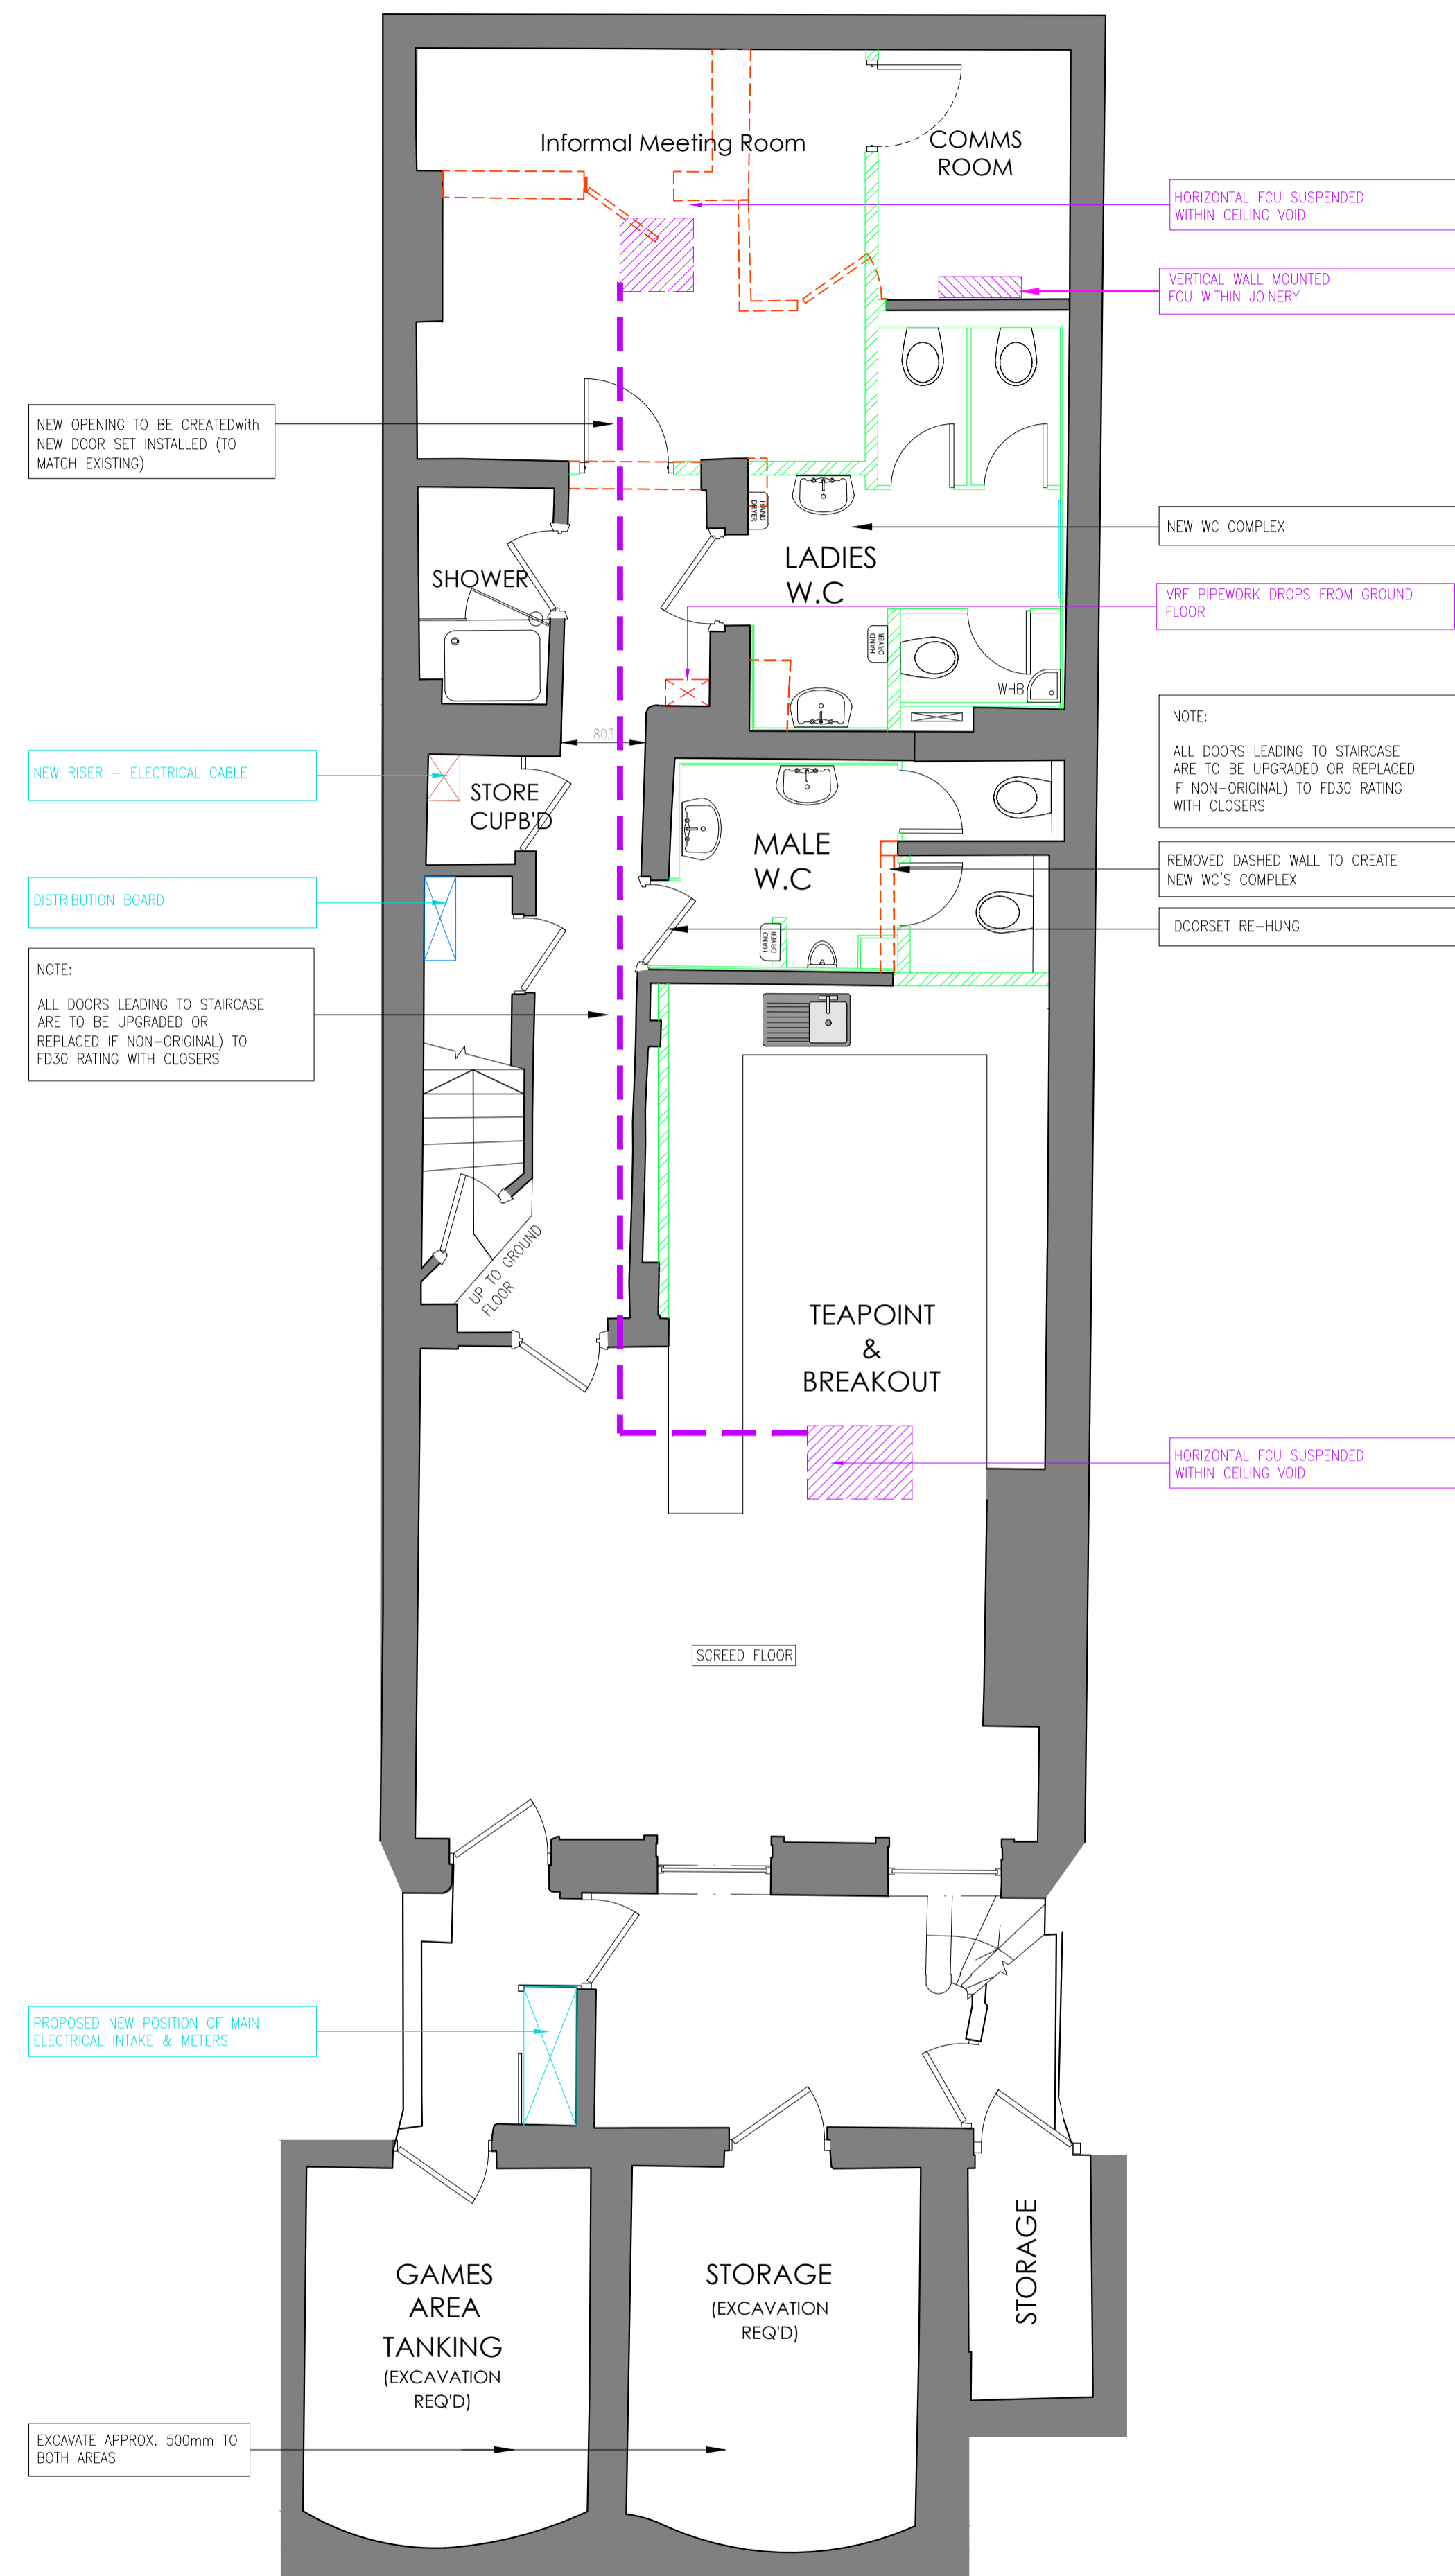 Informal Meeting Room
COMMS
ROOM
HORIZONTAL FCU SUSPENDED
WITHIN CEILING VOID
VERTICAL WALL MOUNTED
FCU WITHIN JOINERY
NEW OPENING TO BE CREATEDwith
NEW DOOR SET INSTALLED (TO
MATCH EXISTING)
HAND
DRYER
NEW WC COMPLEX
LADIES
W.C
SHOWER
VRF PIPEWORK DROPS FROM GROUND
FLOOR
HAND
DRYER
WHB
NOTE:
ALL DOORS LEADING TO STAIRCASE
ARE TO BE UPGRADED OR REPLACED
IF NON-ORIGINAL) TO FD30 RATING
WITH CLOSERS
803
NEW RISER - ELECTRICAL CABLE
STORE
CUPB'D
MALE
W.C
REMOVED DASHED WALL TO CREATE
NEW WC'S COMPLEX
DISTRIBUTION BOARD
DOORSET RE-HUNG
HAND
DRYER
NOTE:
ALL DOORS LEADING TO STAIRCASE
ARE TO BE UPGRADED OR
REPLACED IF NON-ORIGINAL) TO
FD30 RATING WITH CLOSERS
UP TO GROUND
FLOOR
TEAPOINT
&
BREAKOUT
HORIZONTAL FCU SUSPENDED
WITHIN CEILING VOID
SCREED FLOOR
PROPOSED NEW POSITION OF MAIN
ELECTRICAL INTAKE & METERS
GAMES
AREA
TANKING
(EXCAVATION
REQ'D)
STORAGE
(EXCAVATION
REQ'D)
STORAGE
EXCAVATE APPROX. 500mm TO
BOTH AREAS